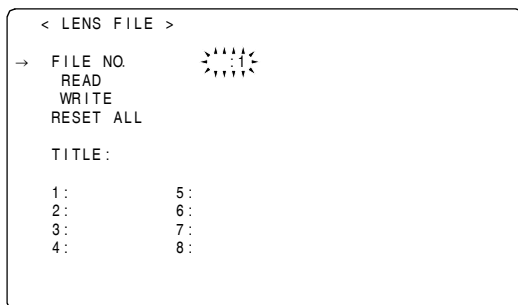 < LENS FILE >
→ FILE NO. :1
READ
WRITE
RESET ALL
TITLE:
1: 5:
2: 6:
3: 7:
4: 8: